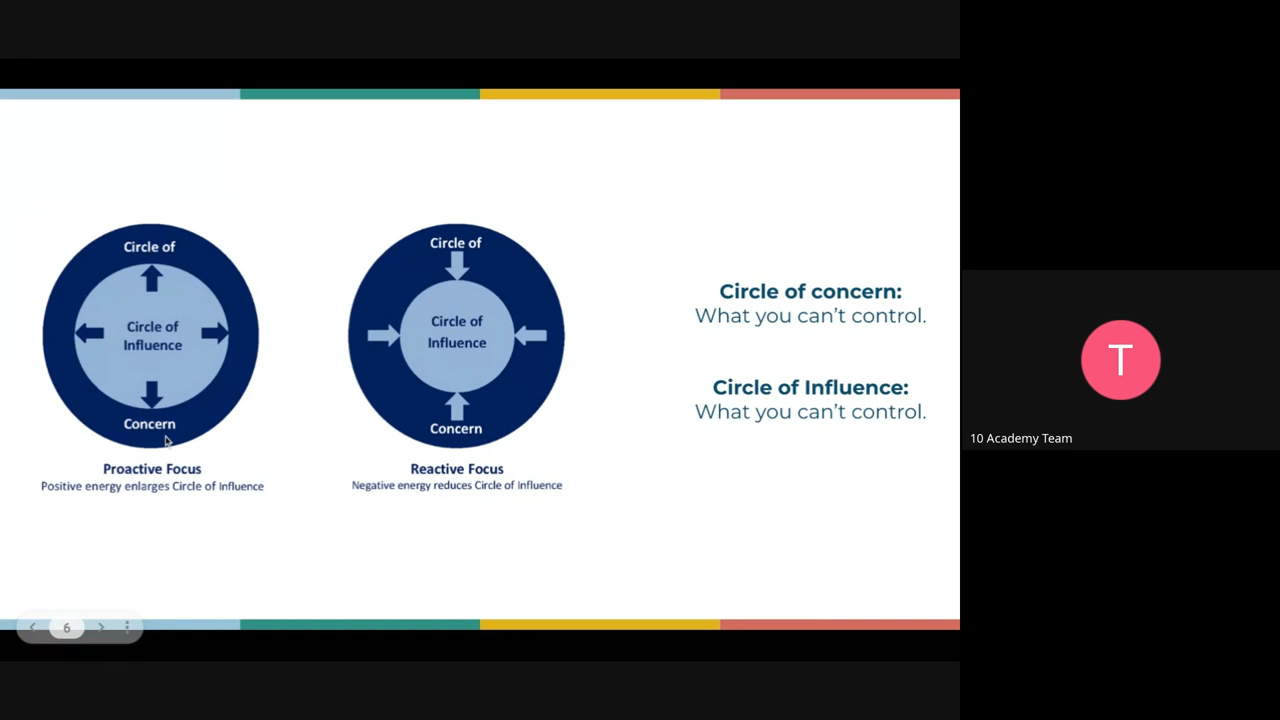 Circle of
Circle of
Influence
Concern
Proactive Focus
Positive energy enlarges Circle of Influence
Circle of
Circle of
Influence
Concern
Reactive Focus
Negative energy reduces Circle of Influence
Circle of concern:
What you can't control.
Circle of Influence:
What you can't control.
T
10 Academy Team
6